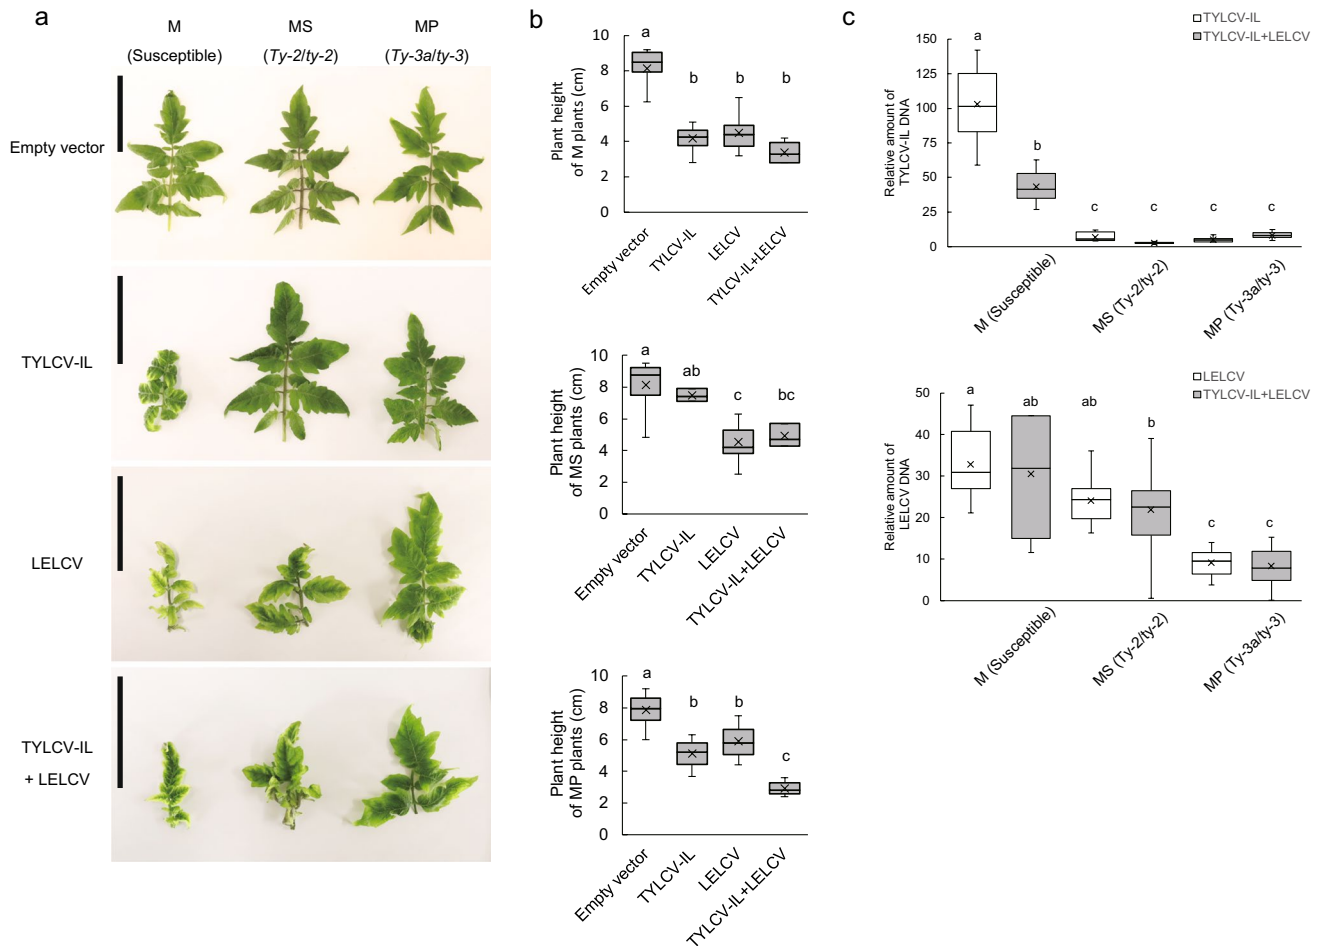 a
M
MS
MP
(Susceptible)
(Ty-2/ty-2)
(Ty-3a/ty-3)
Empty vector
TYLCV-IL
LELCV
TYLCV-IL
+ LELCV
b
Plant height
of M plants (cm)
10
8
6
4
2
0
a
b
b
b
Empty vector
TYLCV-IL
LELCV
TYLCV-IL+LELCV
Plant height
of MS plants (cm)
10
8
6
4
2
0
a
ab
c
bc
Empty vector
TYLCV-IL
LELCV
TYLCV-IL+LELCV
Plant height
of MP plants (cm)
10
8
6
4
2
0
a
b
b
c
Empty vector
TYLCV-IL
LELCV
TYLCV-IL+LELCV
c
TYLCV-IL
TYLCV-IL+LELCV
Relative amount of
TYLCV-IL DNA
150
125
100
75
50
25
0
a
b
c
c
c
c
M (Susceptible)
MS (Ty-2/ty-2)
MP (Ty-3a/ty-3)
LELCV
TYLCV-IL+LELCV
Relative amount of
LELCV DNA
50
40
30
20
10
0
a
ab
ab
b
c
c
M (Susceptible)
MS (Ty-2/ty-2)
MP (Ty-3a/ty-3)